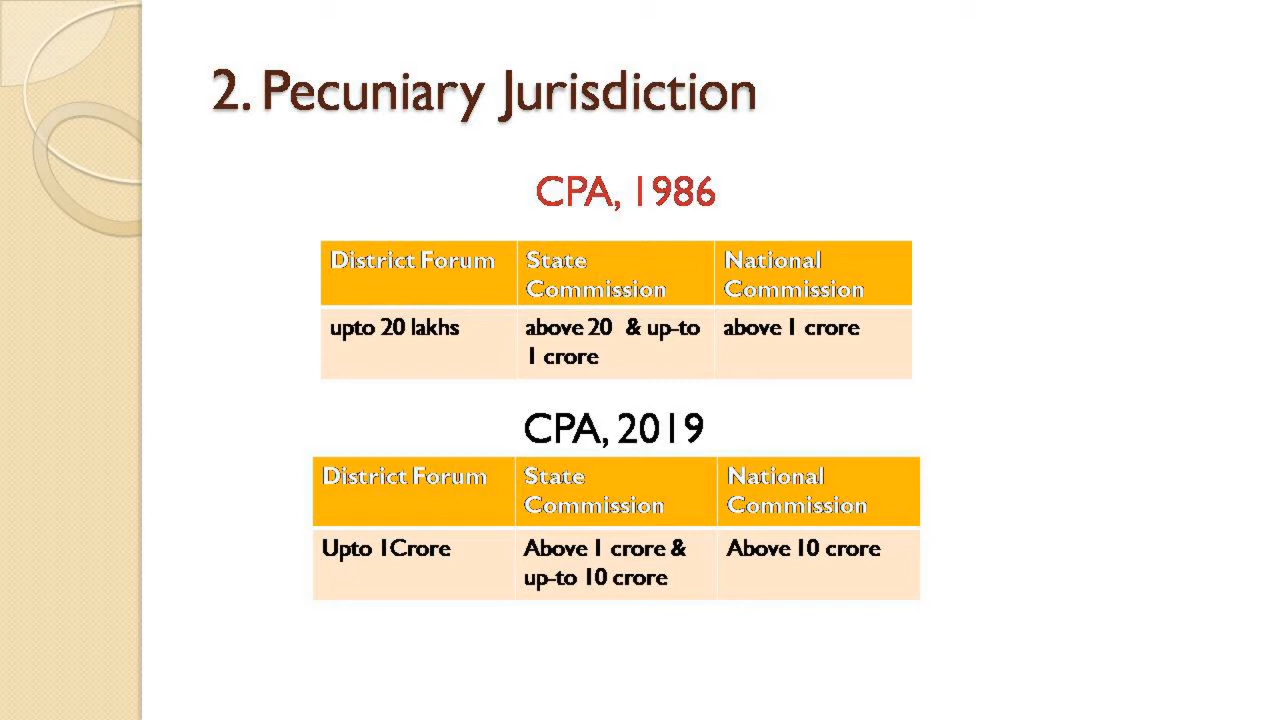 2. Pecuniary Jurisdiction
CPA, 1986
District Forum State National
Commission Commission
upto 20 lakhs above 20 & up-to above 1 crore
1 crore
CPA, 2019
District Forum State National
Commission Commission
Upto 1Crore Above 1 crore & Above 10 crore
up-to 10 crore